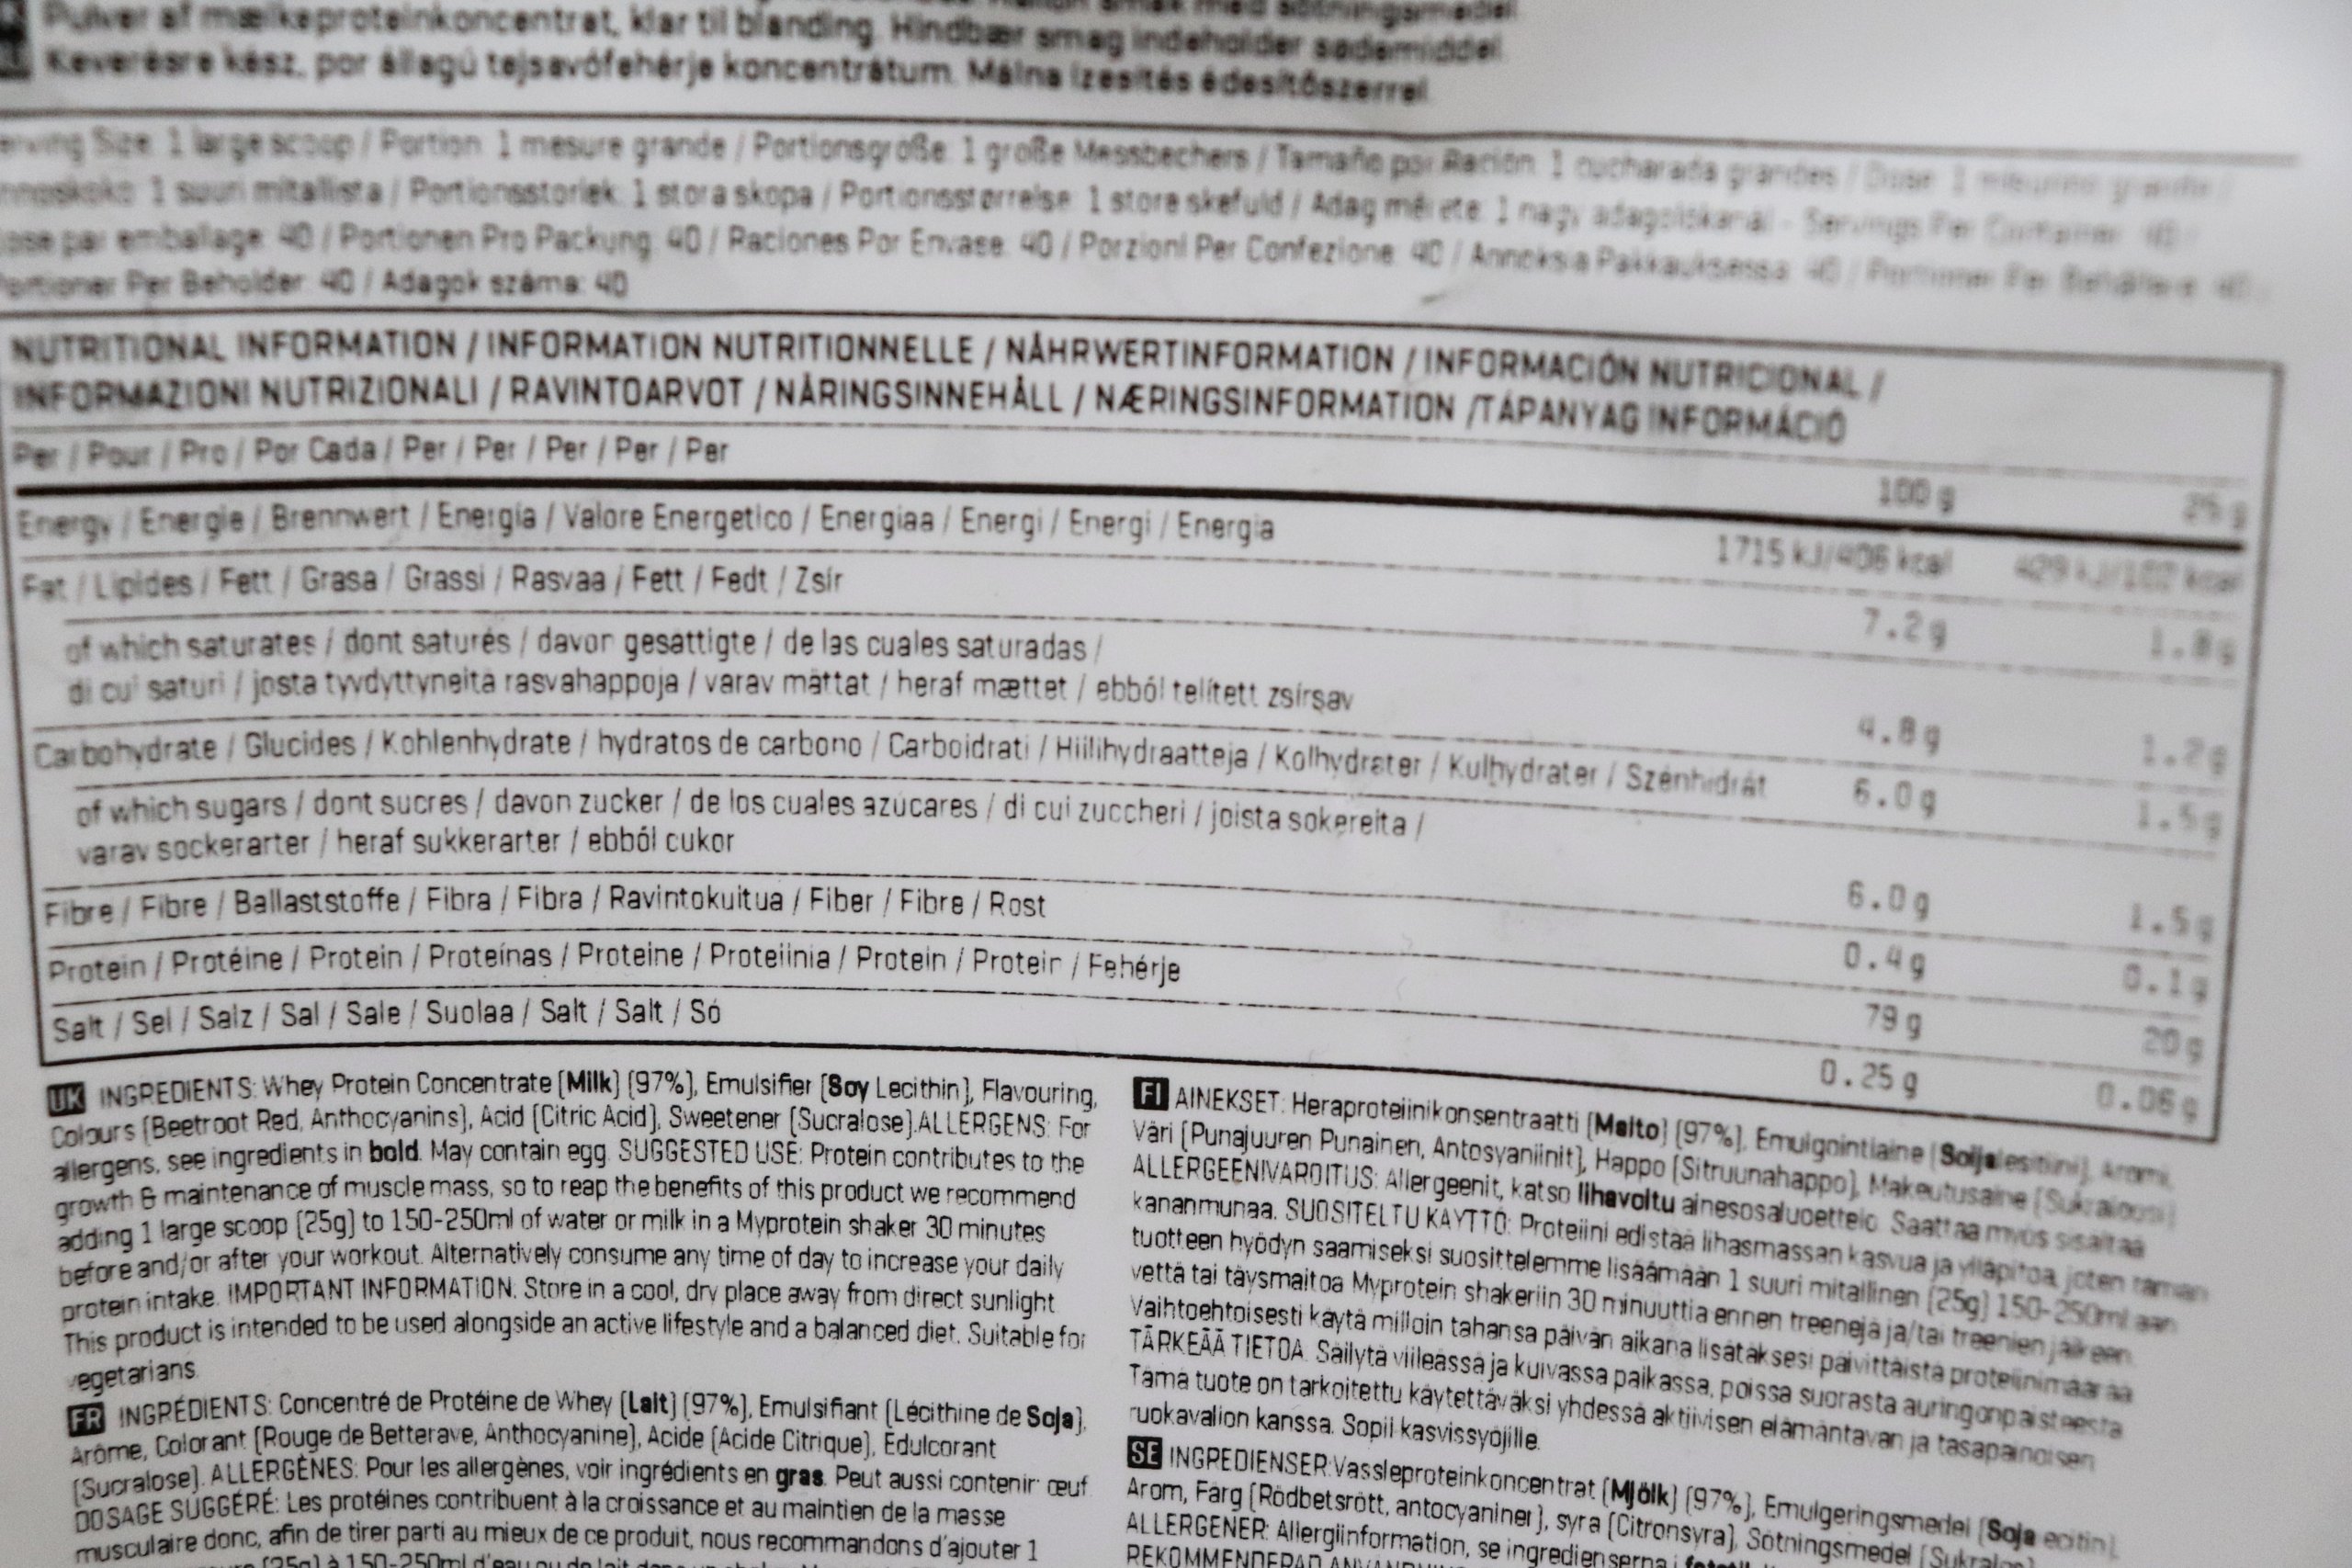 Pulver af mælkeproteinkoncentrat, klar til blanding. Hindbær smag indeholder sødemiddel.
Keverésre kész, por állagú tejsavófehérje koncentrátum. Málna ízesítés édesítőszerrel.
Size: 1 large scoop / Portion: 1 mesure grande / Portionsgröße: 1 große Messbechers / Tamaño por Ración: 1 cucharada grandes / Dose: 1
1 suuri mitallista / Portionsstorlek: 1 stora skopa / Portionsstørrelse: 1 store skefuld / Adag mérete: 1 nagy adagolókanál - Servings Per Container: 40 /
par emballage: 40 / Portionen Pro Packung: 40 / Raciones Por Envase: 40 / Porzioni Per Confezione: 40 / Annoksia Pakkauksessa: 40 / Portioner Per
Portioner Per Beholder: 40 / Adagok száma: 40
NUTRITIONAL INFORMATION / INFORMATION NUTRITIONNELLE / NÄHRWERTINFORMATION / INFORMACIÓN NUTRICIONAL /
INFORMAZIONI NUTRIZIONALI / RAVINTOARVOT / NÄRINGSINNEHÅLL / NÆRINGSINFORMATION /TÁPANYAG INFORMÁCIÓ
Per / Pour / Pro / Por Cada / Per / Per / Per / Per / Per 100 g 25 g
Energy / Energie / Brennwert / Energía / Valore Energetico / Energiaa / Energi / Energi / Energia 1715 kJ/406 kcal 429 kJ/102 kcal
Fat / Lipides / Fett / Grasa / Grassi / Rasvaa / Fett / Fedt / Zsír 7.2 g 1.8 g
of which saturates / dont saturés / davon gesättigte / de las cuales saturadas /
di cui saturi / josta tyydyttyneitä rasvahappoja / varav mättat / heraf mættet / ebből telített zsírsav 4.8 g 1.2 g
Carbohydrate / Glucides / Kohlenhydrate / hydratos de carbono / Carboidrati / Hiilihydraatteja / Kolhydrater / Kulhydrater / Szénhidrát 6.0 g 1.5 g
of which sugars / dont sucres / davon zucker / de los cuales azúcares / di cui zuccheri / joista sokereita /
varav sockerarter / heraf sukkerarter / ebből cukor 6.0 g 1.5 g
Fibre / Fibre / Ballaststoffe / Fibra / Fibra / Ravintokuitua / Fiber / Fibre / Rost 0.4 g 0.1 g
Protein / Protéine / Protein / Proteínas / Proteine / Proteiinia / Protein / Protein / Fehérje 79 g 20 g
Salt / Sel / Salz / Sal / Sale / Suolaa / Salt / Salt / Só 0.25 g 0.06 g
UK INGREDIENTS: Whey Protein Concentrate (Milk) (97%), Emulsifier (Soy Lecithin), Flavouring,
Colours (Beetroot Red, Anthocyanins), Acid (Citric Acid), Sweetener (Sucralose).ALLERGENS: For
allergens, see ingredients in bold. May contain egg. SUGGESTED USE: Protein contributes to the
growth & maintenance of muscle mass, so to reap the benefits of this product we recommend
adding 1 large scoop (25g) to 150-250ml of water or milk in a Myprotein shaker 30 minutes
before and/or after your workout. Alternatively consume any time of day to increase your daily
protein intake. IMPORTANT INFORMATION: Store in a cool, dry place away from direct sunlight.
This product is intended to be used alongside an active lifestyle and a balanced diet. Suitable for
vegetarians.
FR INGRÉDIENTS: Concentré de Protéine de Whey (Lait) (97%), Emulsifiant (Lécithine de Soja),
Arôme, Colorant (Rouge de Betterave, Anthocyanine), Acide (Acide Citrique), Edulcorant
(Sucralose). ALLERGÈNES: Pour les allergènes, voir ingrédients en gras. Peut aussi contenir: œuf.
DOSAGE SUGGÉRÉ: Les protéines contribuent à la croissance et au maintien de la masse
musculaire donc, afin de tirer parti au mieux de ce produit, nous recommandons d'ajouter 1
(25g) à 150-250ml d'eau ou de lait dans un
FI AINEKSET: Heraproteiinikonsentraatti (Maito) (97%), Emulgointiaine (Soijalesitiini), Aromi,
Väri (Punajuuren Punainen, Antosyaniinit), Happo (Sitruunahappo), Makeutusaine (Sukraloosi)
ALLERGEENIVAROITUS: Allergeenit, katso lihavoitu ainesosaluettelo. Saattaa myös sisältää
kananmunaa. SUOSITELTU KÄYTTÖ: Proteiini edistää lihasmassan kasvua ja ylläpitoa, joten tämän
tuotteen hyödyn saamiseksi suosittelemme lisäämään 1 suuri mitallinen (25g) 150-250ml:aan
vettä tai täysmaitoa Myprotein shakeriin 30 minuuttia ennen treenejä ja/tai treenien jälkeen.
Vaihtoehtoisesti käytä milloin tahansa päivän aikana lisätäksesi päivittäistä proteiinimäärää
TÄRKEÄÄ TIETOA: Säilytä viileässä ja kuivassa paikassa, poissa suorasta auringonpaisteesta.
Tämä tuote on tarkoitettu käytettäväksi yhdessä aktiivisen elämäntavan ja tasapainoisen
ruokavalion kanssa. Sopii kasvissyöjille.
SE INGREDIENSER:Vassleproteinkoncentrat (Mjölk) (97%), Emulgeringsmedel (Soja
Arom, Färg (Rödbetsrött, antocyaniner), syra (Citronsyra), Sötningsmedel
ALLERGENER: Allergiinformation, se ingredienserna i